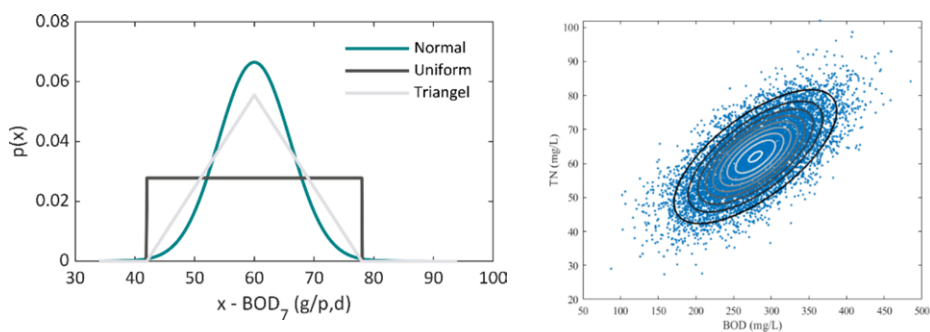 0.08
0.06
0.04
0.02
0
p(x)
Normal
Uniform
Triangel
30 40 50 60 70 80 90 100
x - BOD7 (g/p,d)
100
90
80
70
60
50
40
30
20
TN (mg/L)
50 100 150 200 250 300 350 400 450 500
BOD (mg/L)